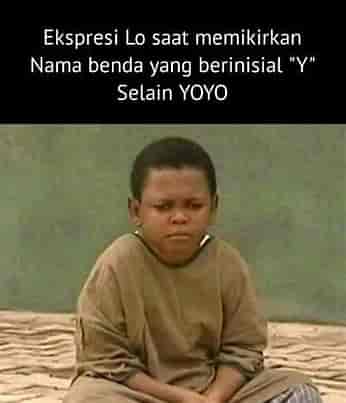 Ekspresi Lo saat memikirkan
Nama benda yang berinisial "Y"
Selain YOYO